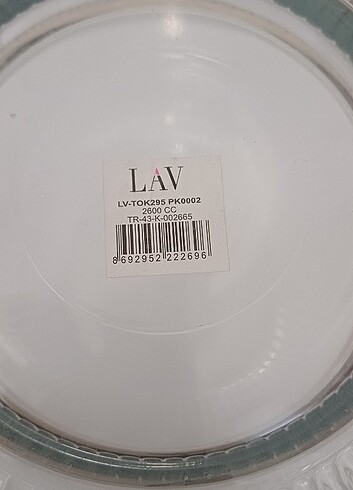 LAV
LV-TOK295 PK0002
2600 CC
TR-43-K-002665
8 692952 222696